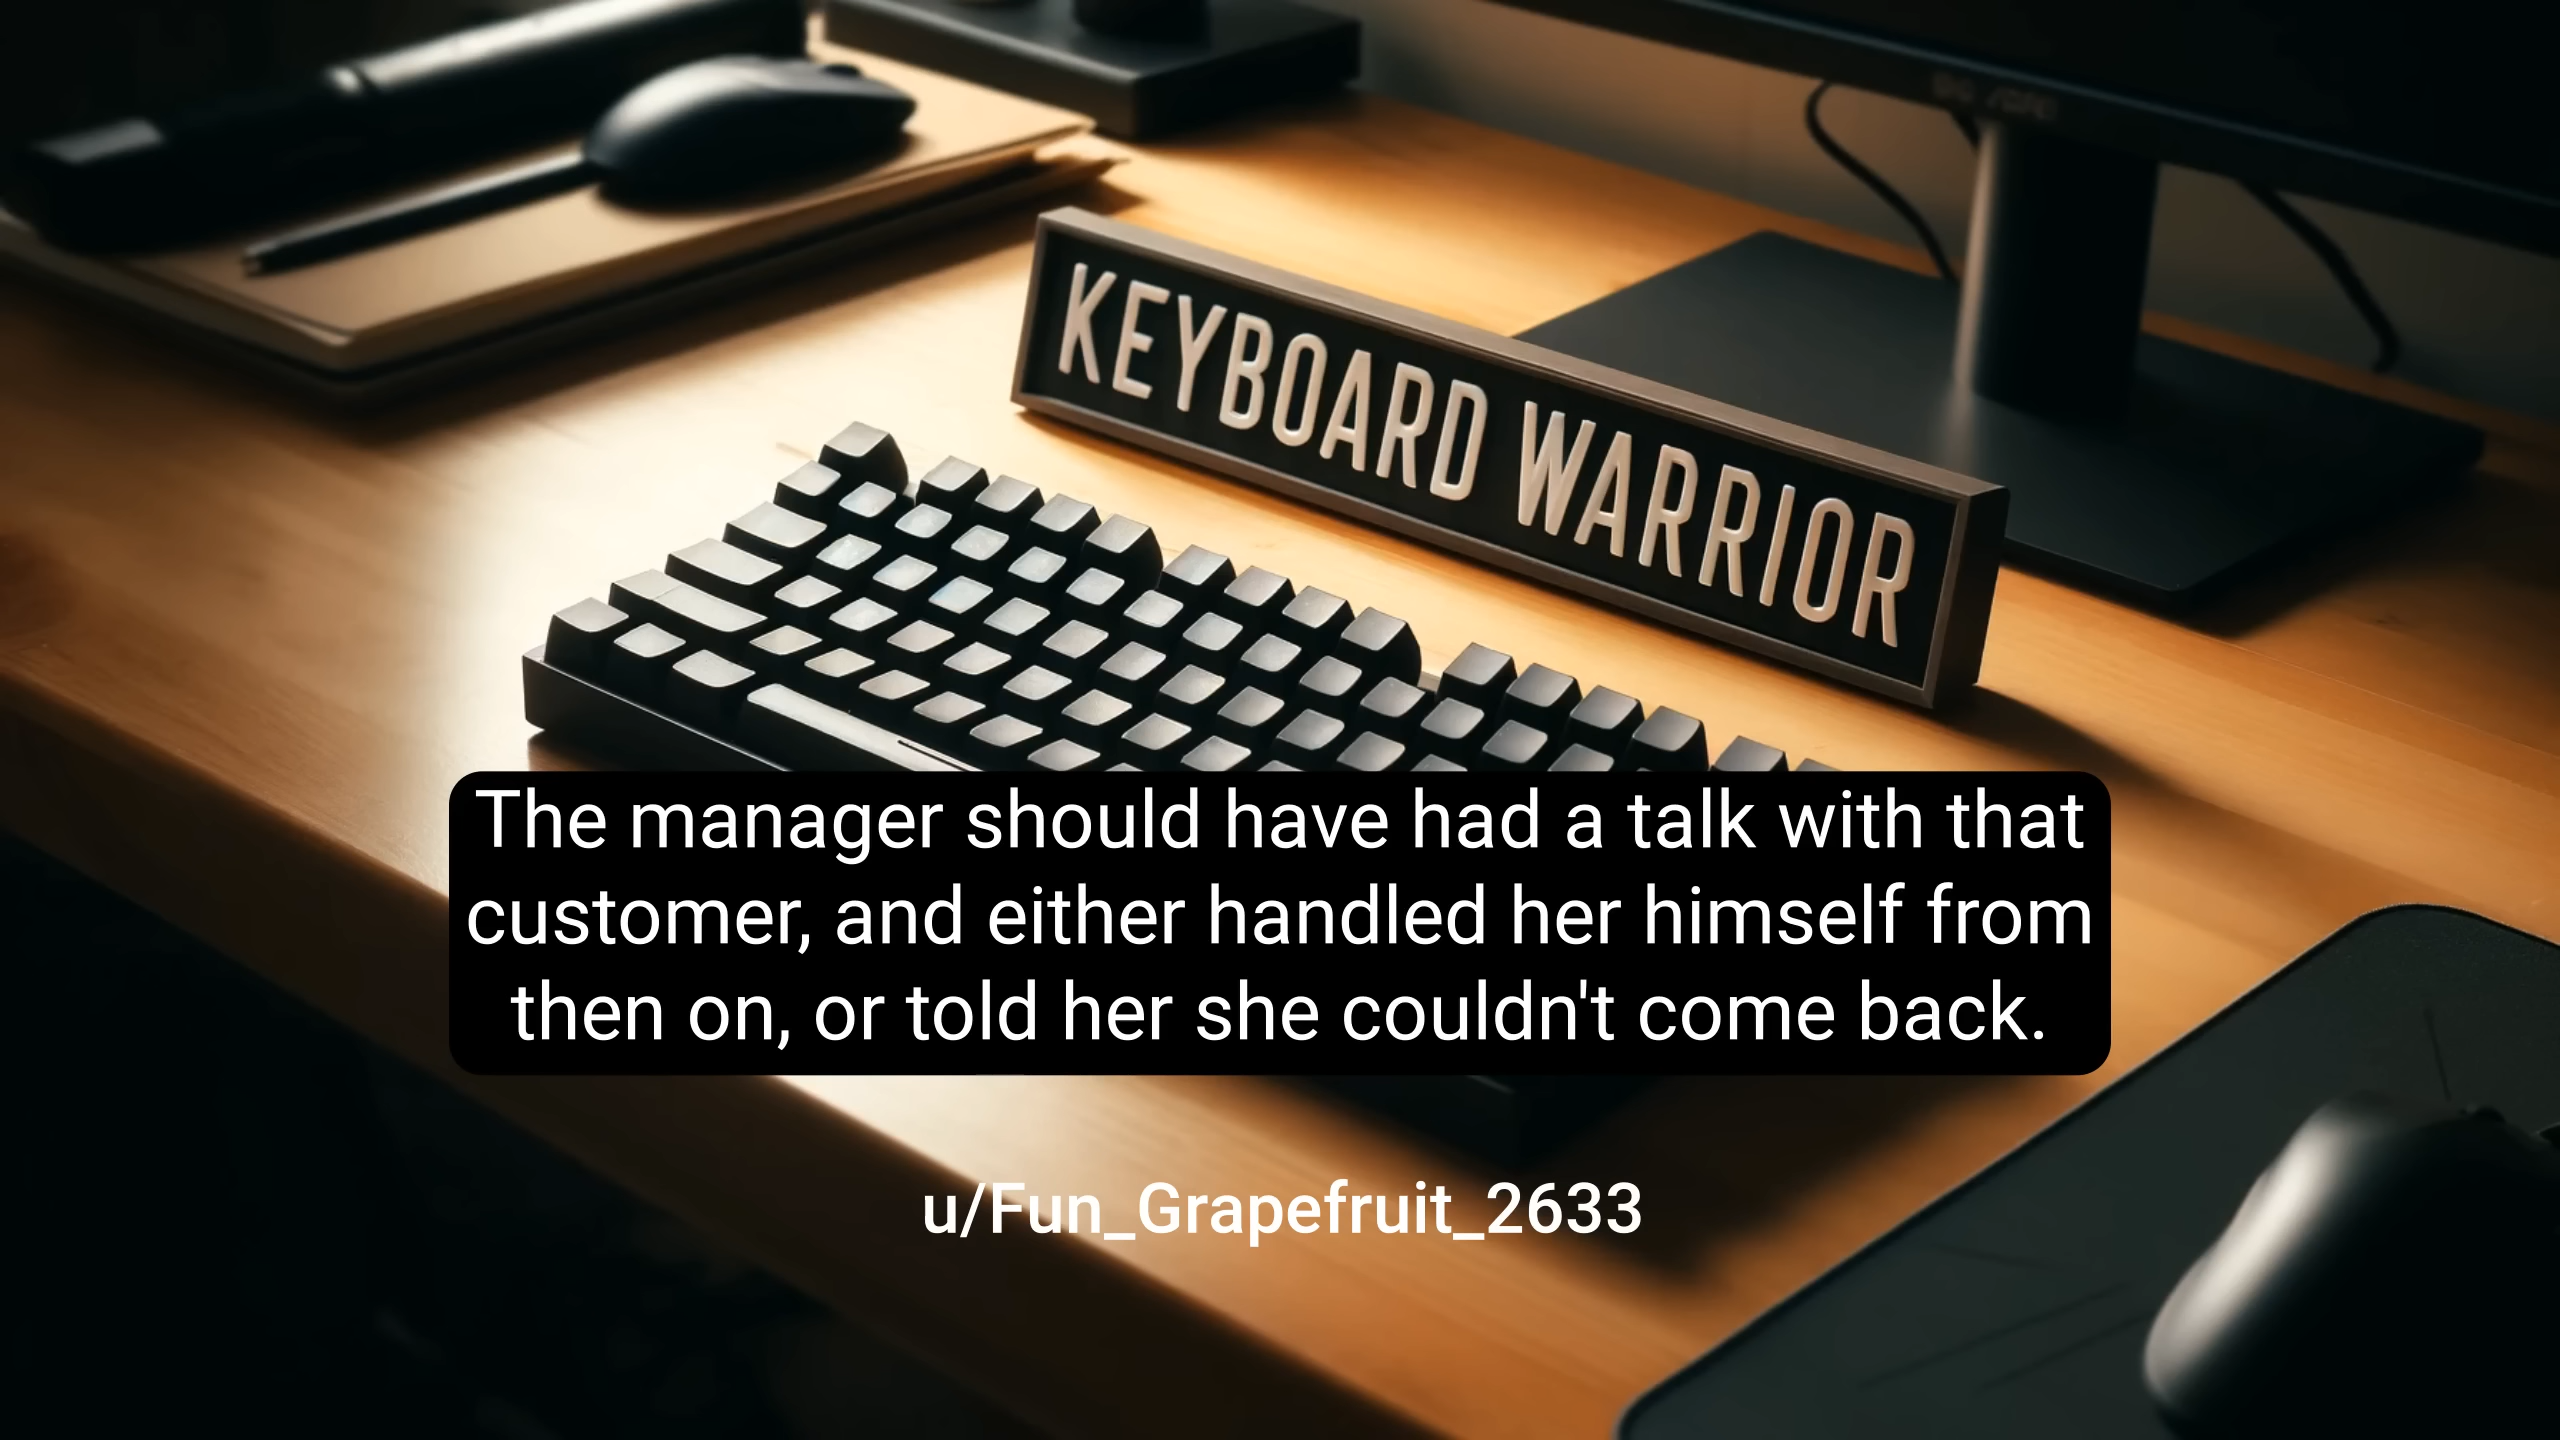 KEYBOARD WARRIOR
The manager should have had a talk with that
customer, and either handled her himself from
then on, or told her she couldn't come back.
u/Fun_Grapefruit_2633